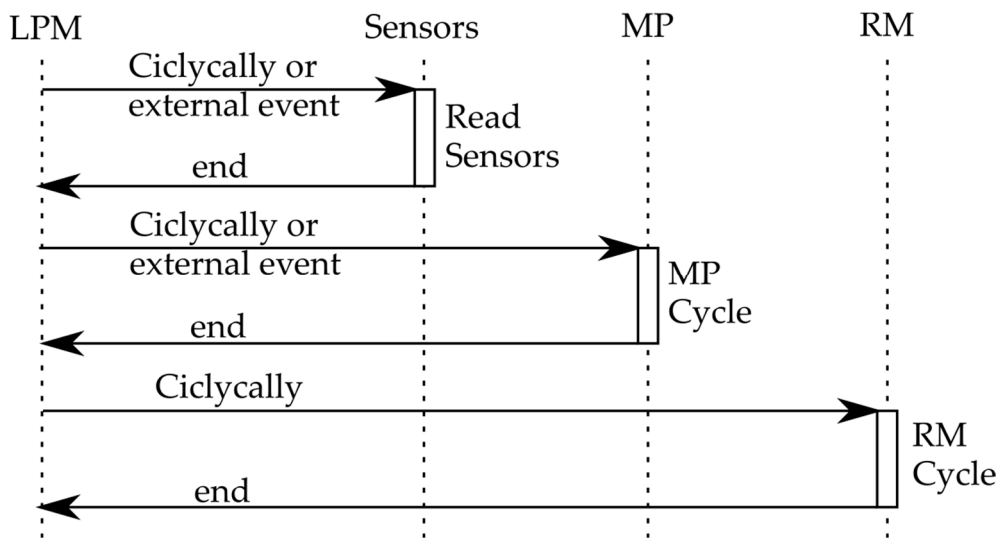 LPM Sensors MP RM
Ciclycally or
external event
Read
Sensors
end
Ciclycally or
external event
MP
Cycle
end
Ciclycally
RM
Cycle
end